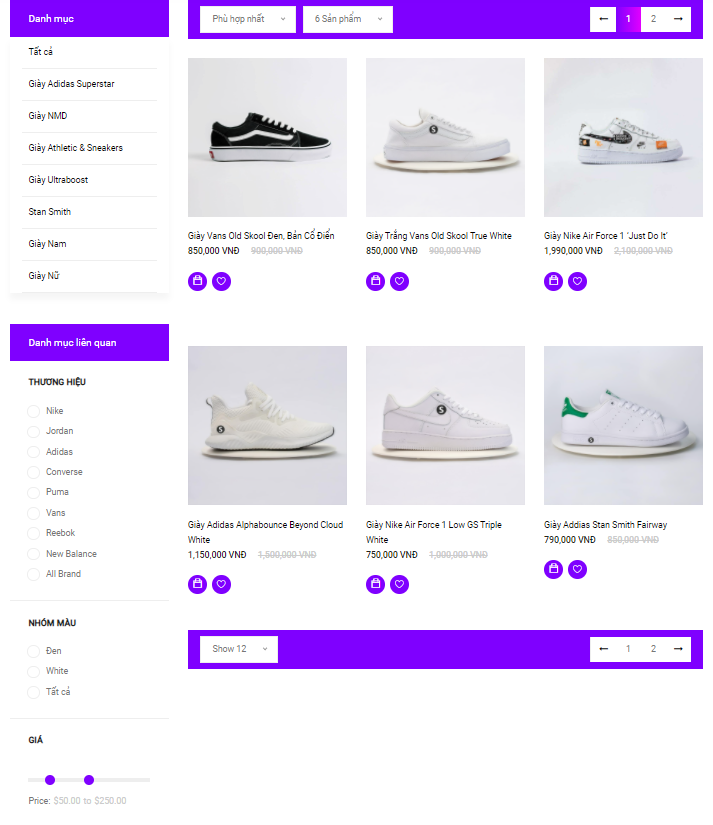 Danh mục
Tất cả
Giày Adidas Superstar
Giày NMD
Giày Athletic & Sneakers
Giày Ultraboost
Stan Smith
Giày Nam
Giày Nữ
Danh mục liên quan
THƯƠNG HIỆU
Nike
Jordan
Adidas
Converse
Puma
Vans
Reebok
New Balance
All Brand
NHÓM MÀU
Đen
White
Tất cả
GIÁ
Price: $50.00 to $250.00
Phù hợp nhất
6 Sản phẩm
1 2
Giày Vans Old Skool Đen, Bản Cổ Điển
850,000 VNĐ 900,000 VNĐ
Giày Trắng Vans Old Skool True White
850,000 VNĐ 900,000 VNĐ
Giày Nike Air Force 1 ‘Just Do It’
1,990,000 VNĐ 2,100,000 VNĐ
Giày Adidas Alphabounce Beyond Cloud
White
1,150,000 VNĐ 1,500,000 VNĐ
Giày Nike Air Force 1 Low GS Triple
White
750,000 VNĐ 1,000,000 VNĐ
Giày Addias Stan Smith Fairway
790,000 VNĐ 850,000 VNĐ
Show 12
1 2